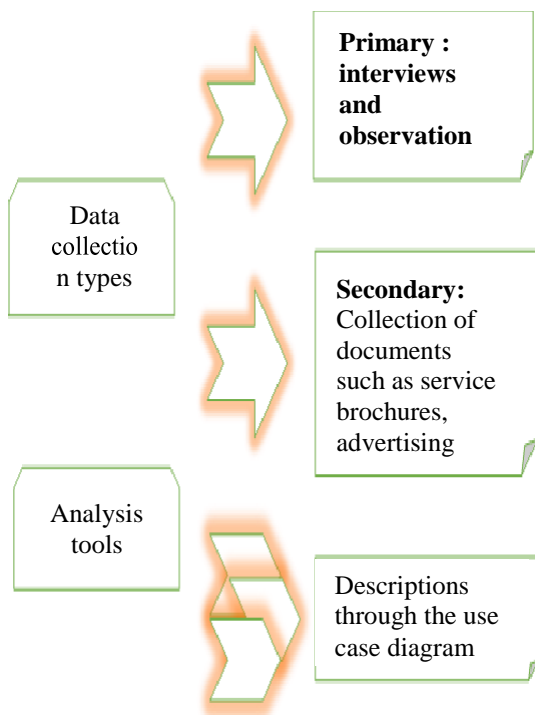 Primary :
interviews
and
observation
Data
collectio
n types
Secondary:
Collection of
documents
such as service
brochures,
advertising
Analysis
tools
Descriptions
through the use
case diagram